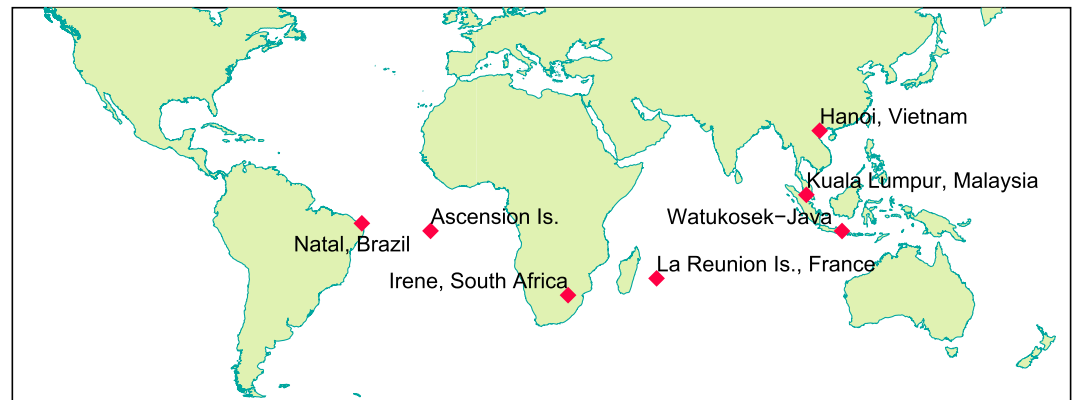 Hanoi, Vietnam
Kuala Lumpur, Malaysia
Ascension Is.
Watukosek−Java
Natal, Brazil
La Reunion Is., France
Irene, South Africa